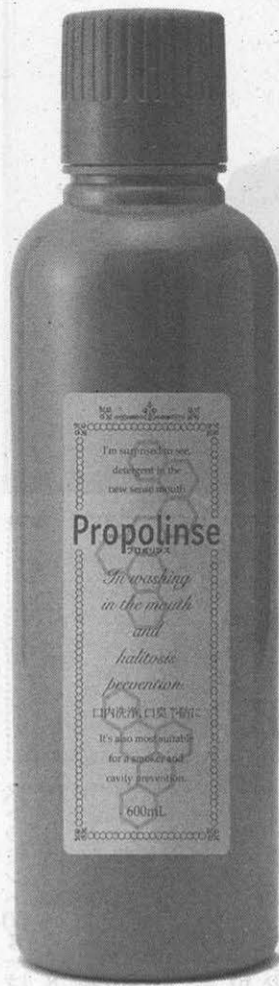 I'm surprised to see,
detergent in the
new sense mouth
Propolinse
プロポリンス
In washing
in the mouth
and
halitosis
prevention.
口内洗浄、口臭予防に
It's also most suitable
for a smoker and
cavity prevention.
600mL